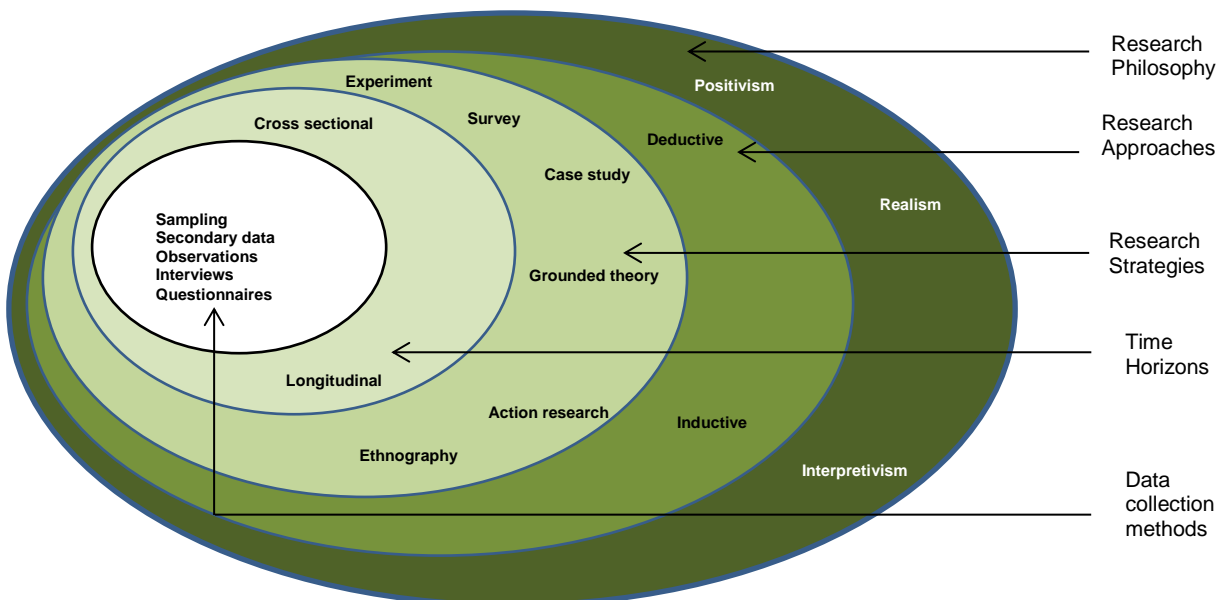 Research
Philosophy
Positivism
Experiment
Survey
Cross sectional
Deductive
Research
Approaches
Case study
Realism
Sampling
Secondary data
Observations
Interviews
Questionnaires
Grounded theory
Research
Strategies
Time
Horizons
Longitudinal
Action research
Inductive
Ethnography
Interpretivism
Data
collection
methods